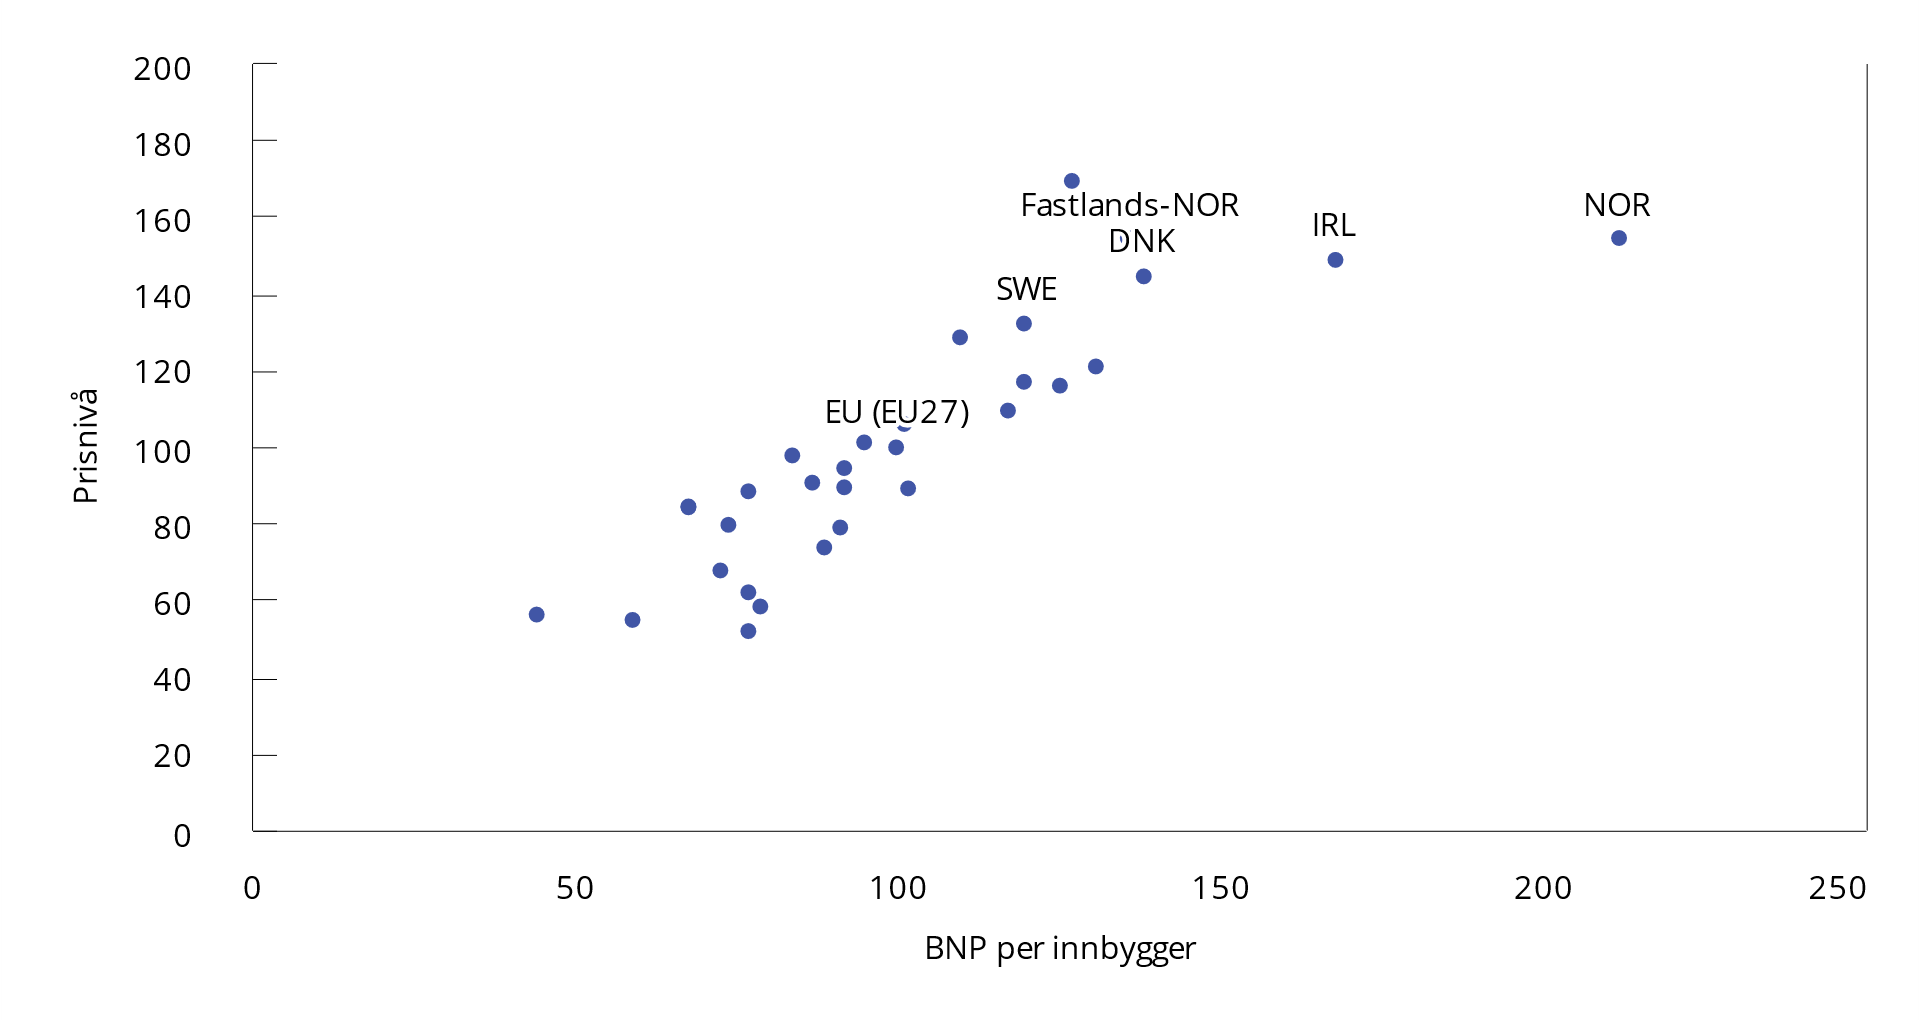 200
180
160
140
120
100
80
60
40
20
0
Prisnivå
Fastlands-NOR
DNK
SWE
IRL
NOR
EU (EU27)
0 50 100 150 200 250
BNP per innbygger